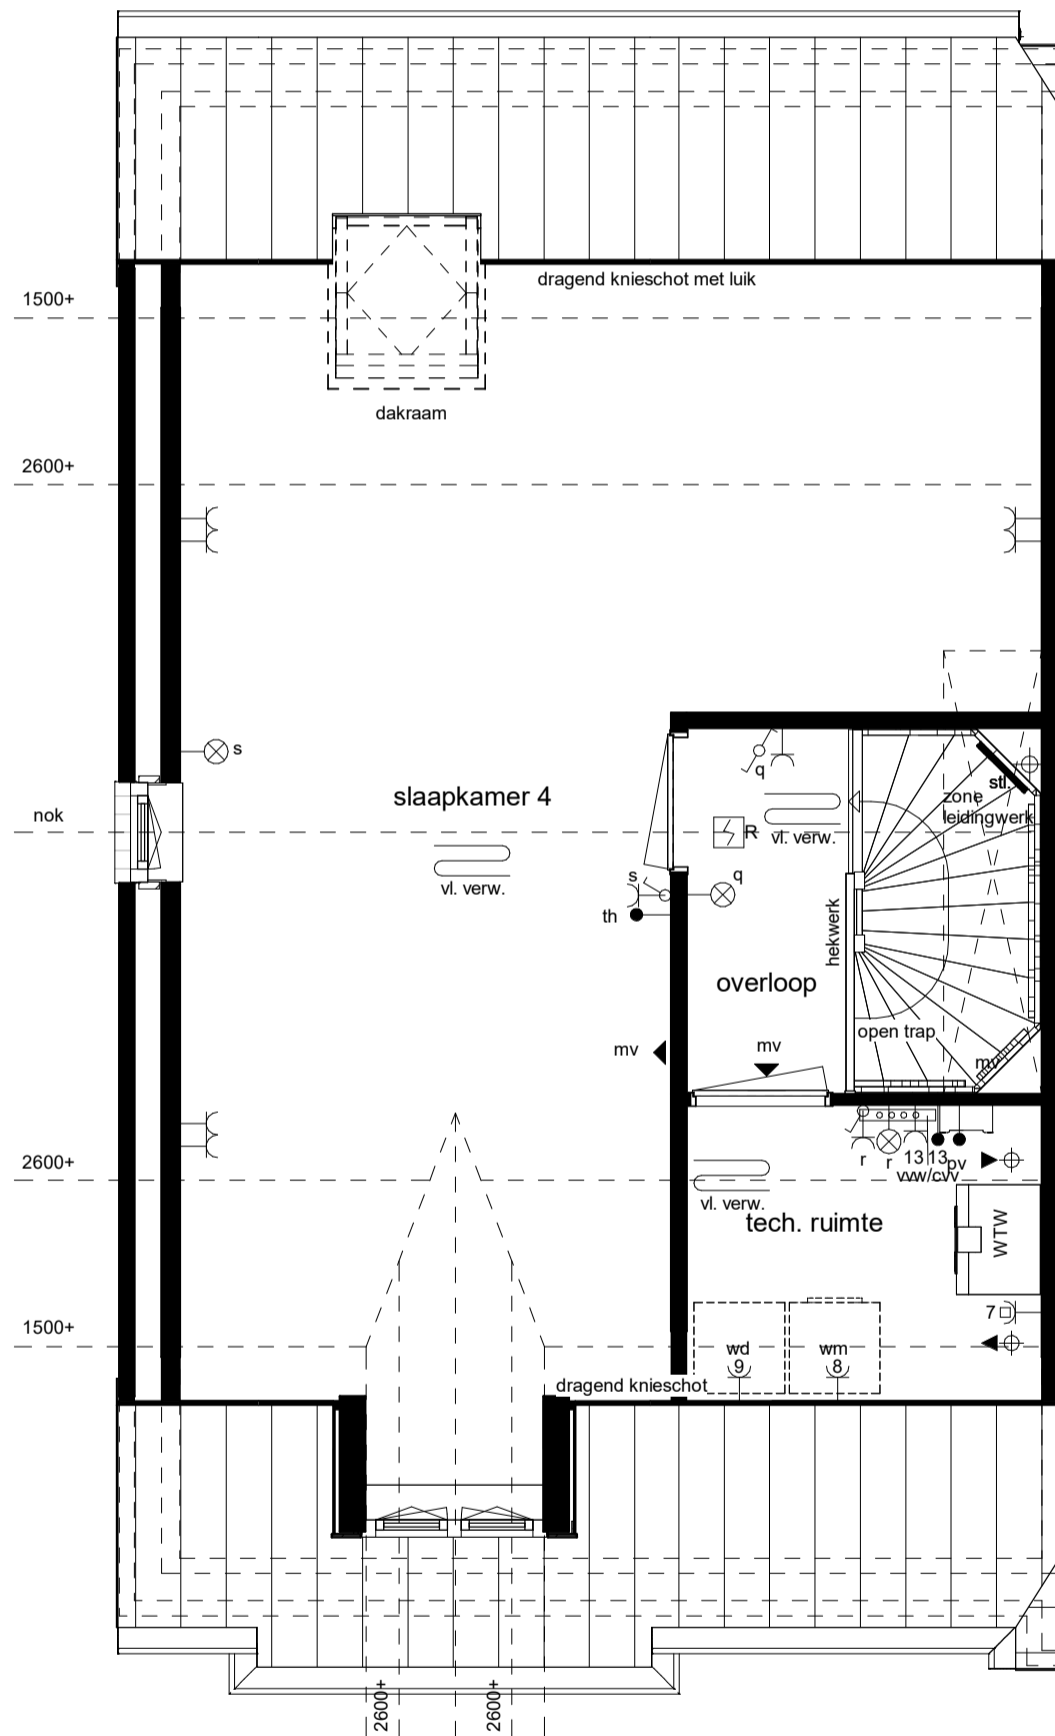 dragend knieschot met luik
1500+
dakraam
2600+
s
q
stl.
zone
leidingwerk
slaapkamer 4
nok
R
vl. verw.
vl. verw.
s
q
th
hekwerk
overloop
open trap
mv
mv
mv
r
r
13
13
pv
vvw/cvv
2600+
vl. verw.
tech. ruimte
WTW
7
1500+
wd
9
wm
8
dragend knieschot
2600+
2600+